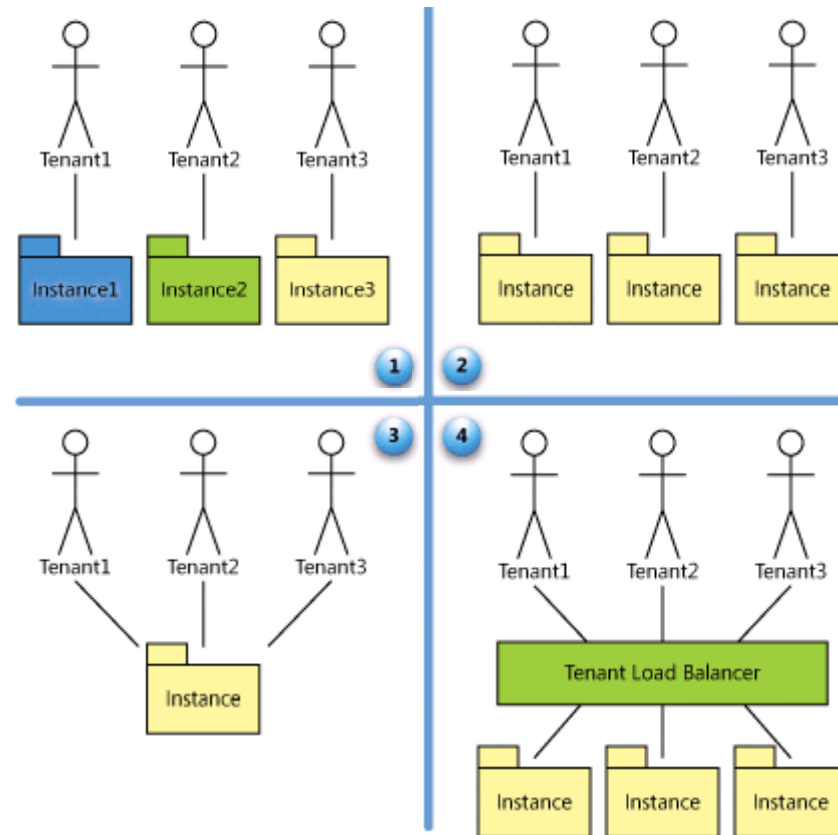 Tenant1 Tenant2 Tenant3
Instance1 Instance2 Instance3
1
Tenant1 Tenant2 Tenant3
Instance Instance Instance
2
3
Tenant1 Tenant2 Tenant3
Instance
4
Tenant1 Tenant2 Tenant3
Tenant Load Balancer
Instance Instance Instance